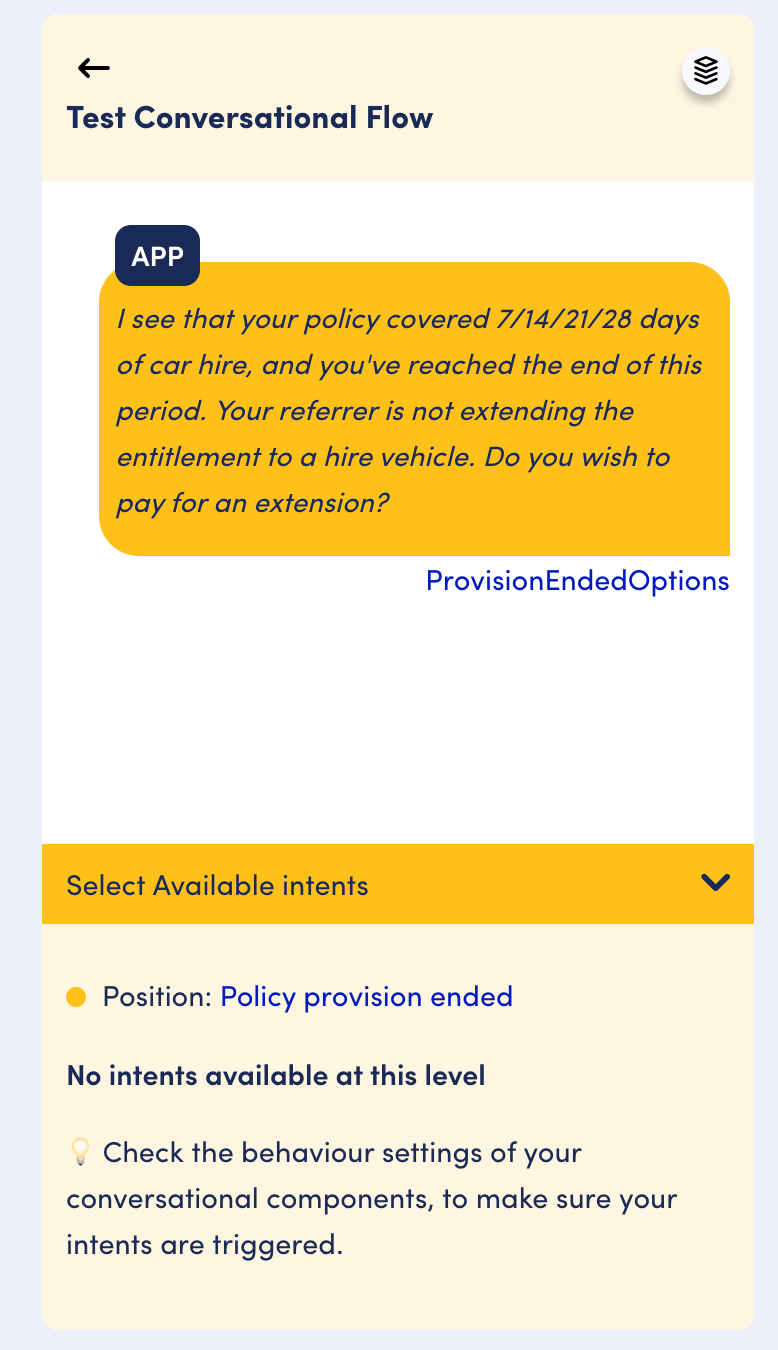 Test Conversational Flow
APP
I see that your policy covered 7/14/21/28 days
of car hire, and you've reached the end of this
period. Your referrer is not extending the
entitlement to a hire vehicle. Do you wish to
pay for an extension?
ProvisionEndedOptions
Select Available intents
Position: Policy provision ended
No intents available at this level
Check the behaviour settings of your
conversational components, to make sure your
intents are triggered.